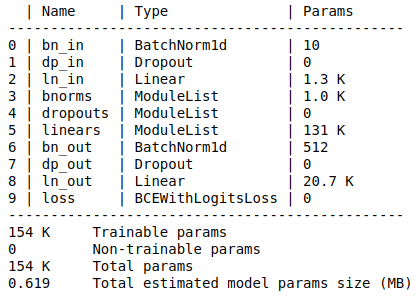 | Name      | Type              | Params
------------------------------------------------
0 | bn_in     | BatchNorm1d       | 10
1 | dp_in     | Dropout           | 0
2 | ln_in     | Linear            | 1.3 K
3 | bnorms    | ModuleList        | 1.0 K
4 | dropouts  | ModuleList        | 0
5 | linears   | ModuleList        | 131 K
6 | bn_out    | BatchNorm1d       | 512
7 | dp_out    | Dropout           | 0
8 | ln_out    | Linear            | 20.7 K
9 | loss      | BCEWithLogitsLoss | 0
------------------------------------------------
154 K     Trainable params
0         Non-trainable params
154 K     Total params
0.619     Total estimated model params size (MB)